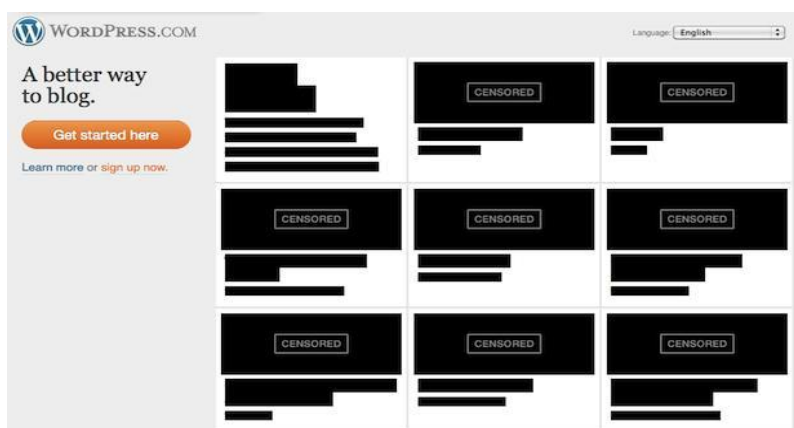 WORDPRESS.COM
Language: English
A better way
to blog.
Get started here
Learn more or sign up now.
CENSORED
CENSORED
CENSORED
CENSORED
CENSORED
CENSORED
CENSORED
CENSORED